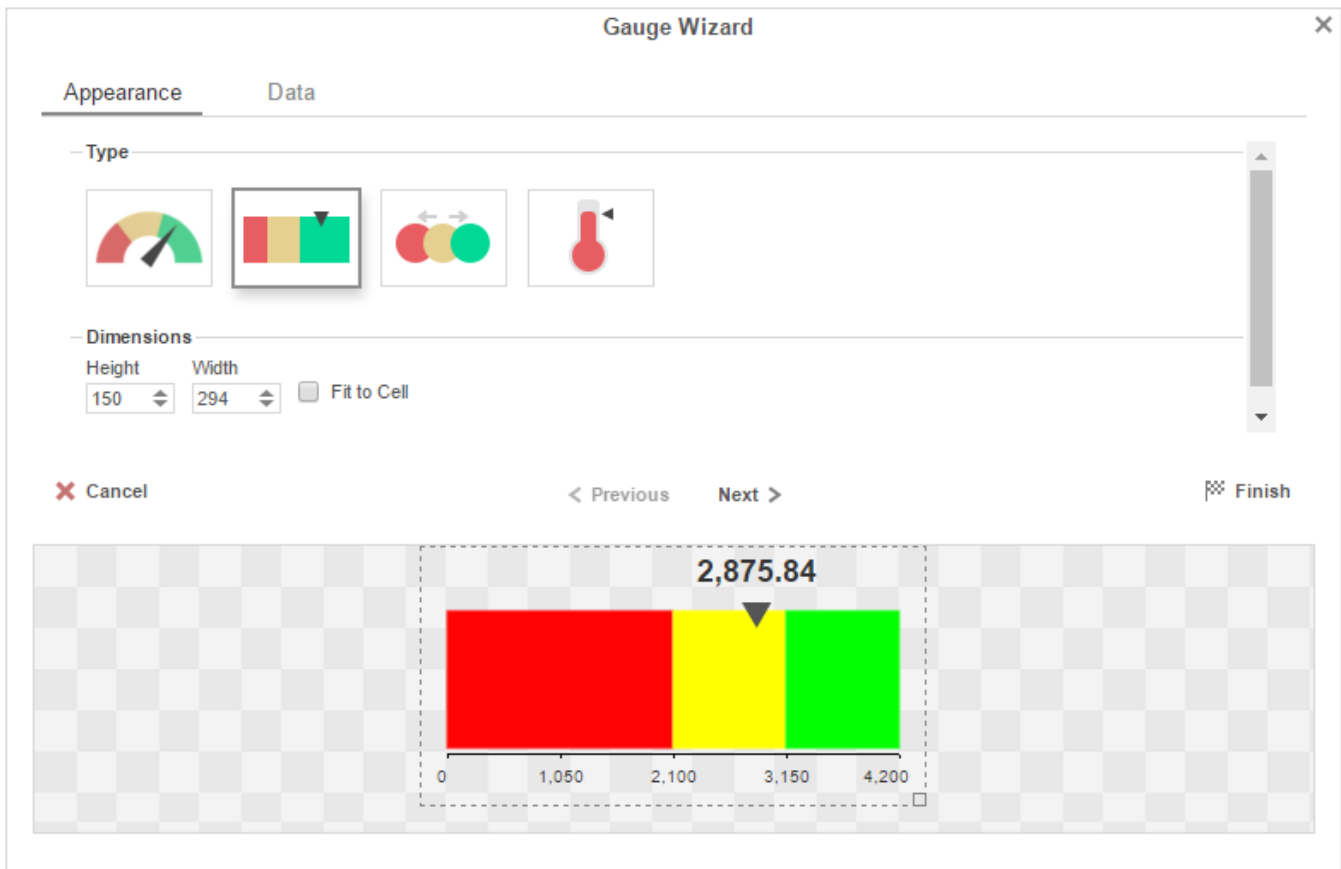 Gauge Wizard
Appearance Data
Type
Dimensions
Height Width
150 294 Fit to Cell
Cancel < Previous Next > Finish
2,875.84
0 1,050 2,100 3,150 4,200